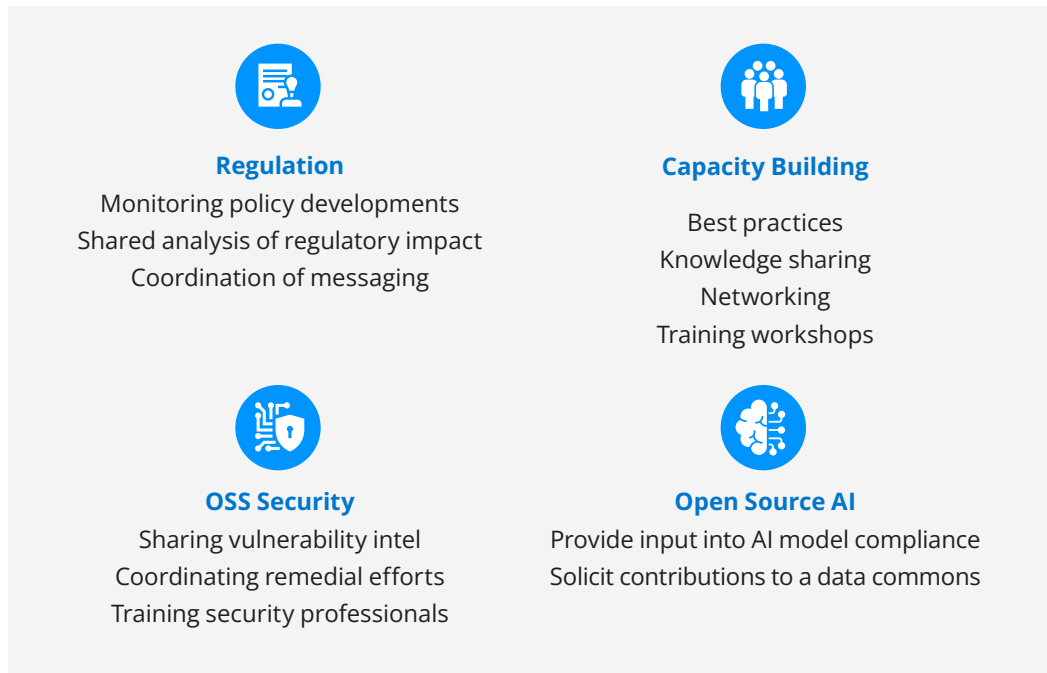 Regulation
Monitoring policy developments
Shared analysis of regulatory impact
Coordination of messaging
Capacity Building
Best practices
Knowledge sharing
Networking
Training workshops
OSS Security
Sharing vulnerability intel
Coordinating remedial efforts
Training security professionals
Open Source AI
Provide input into AI model compliance
Solicit contributions to a data commons